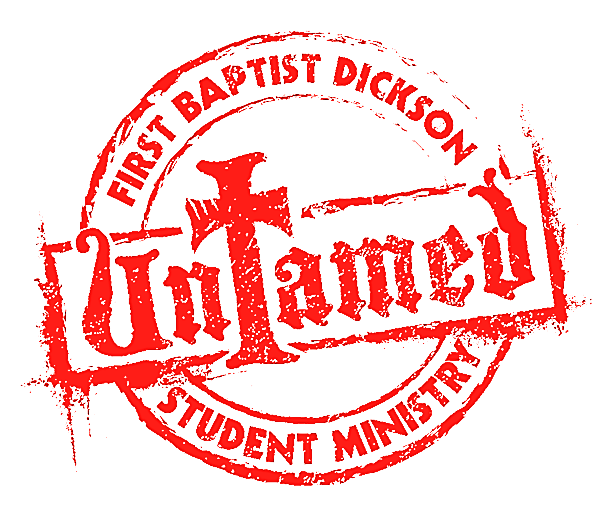 FIRST BAPTIST DICKSON
Untamed
STUDENT MINISTRY